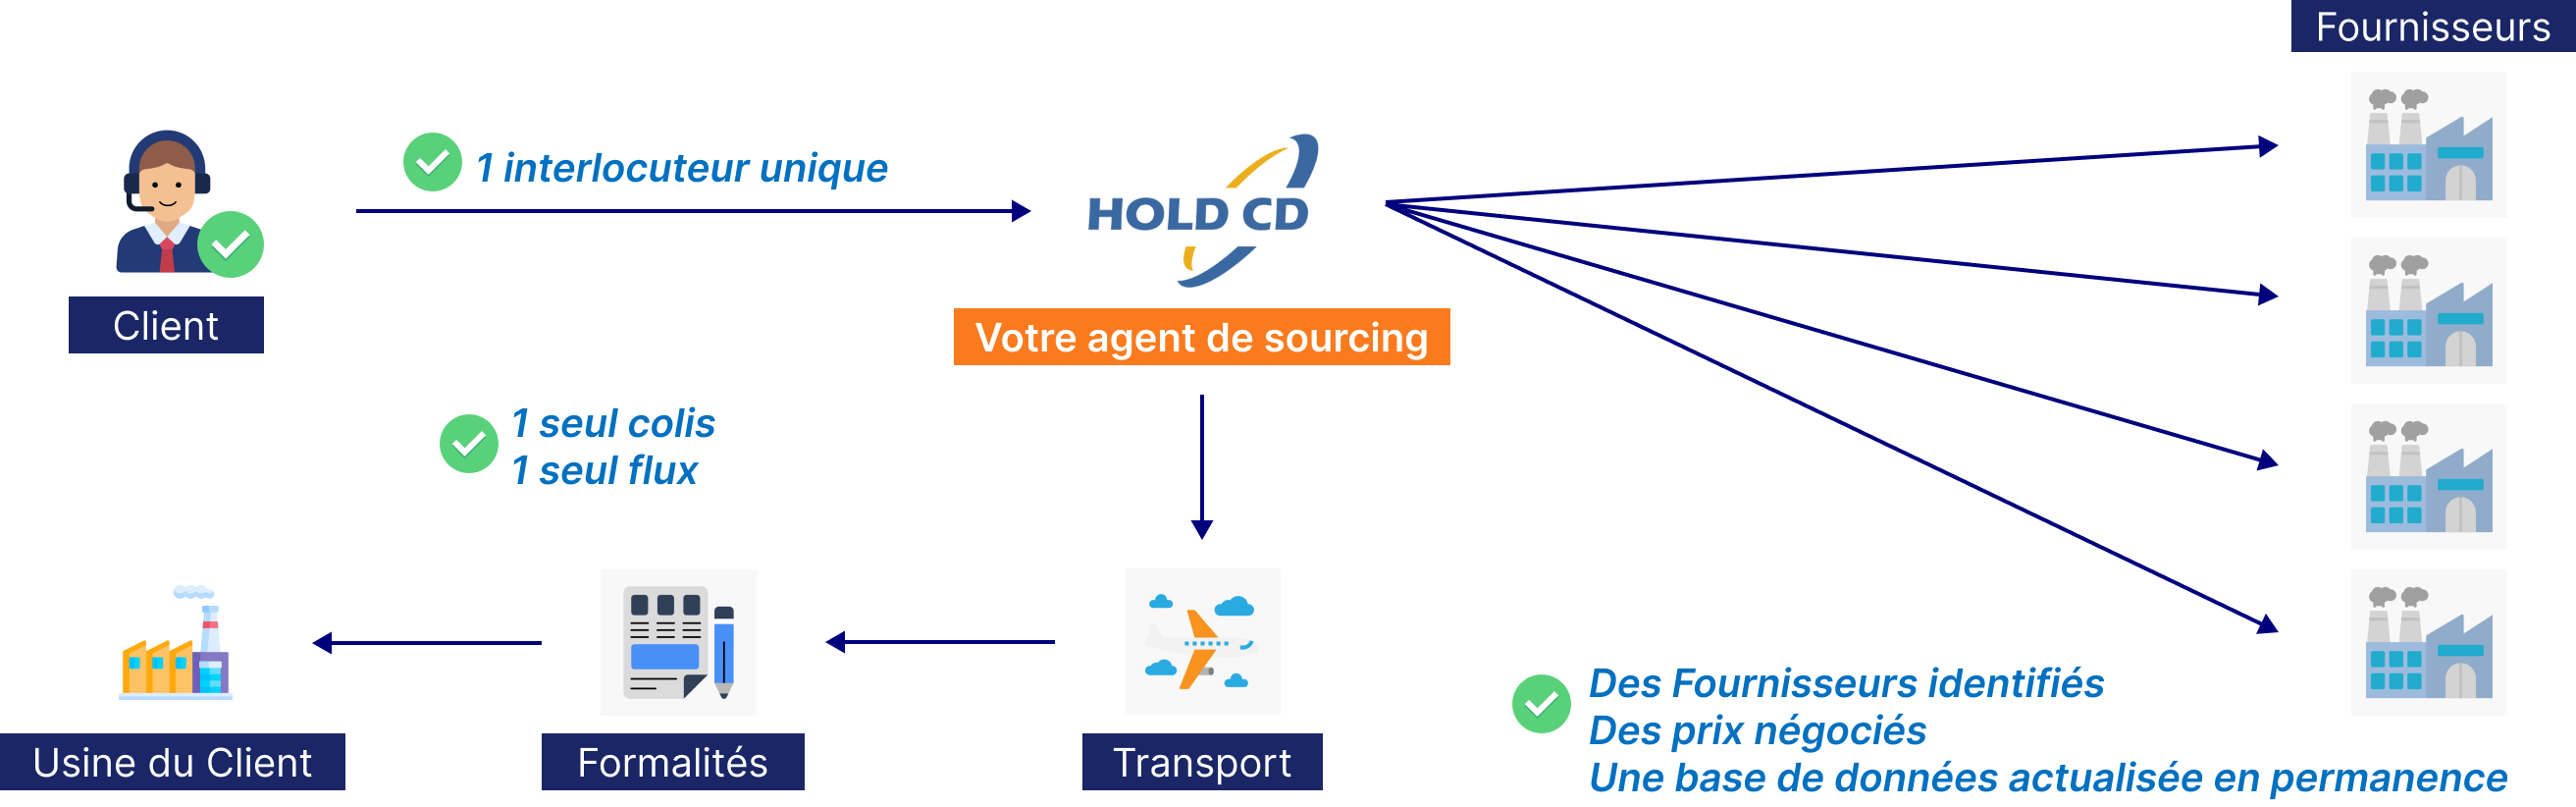 Fournisseurs
1 interlocuteur unique
HOLD CD
Client
Votre agent de sourcing
1 seul colis
1 seul flux
Des Fournisseurs identifiés
Des prix négociés
Une base de données actualisée en permanence
Usine du Client
Formalités
Transport